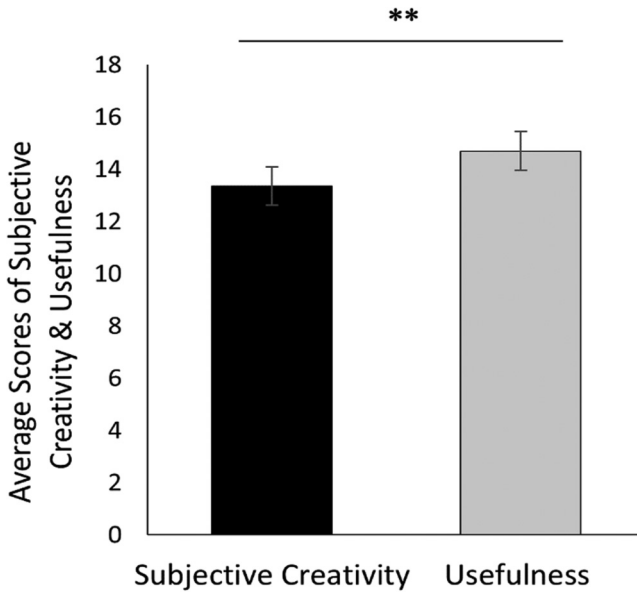 **
18
16
14
12
10
8
6
4
2
0
Average Scores of Subjective
Creativity & Usefulness
Subjective Creativity
Usefulness